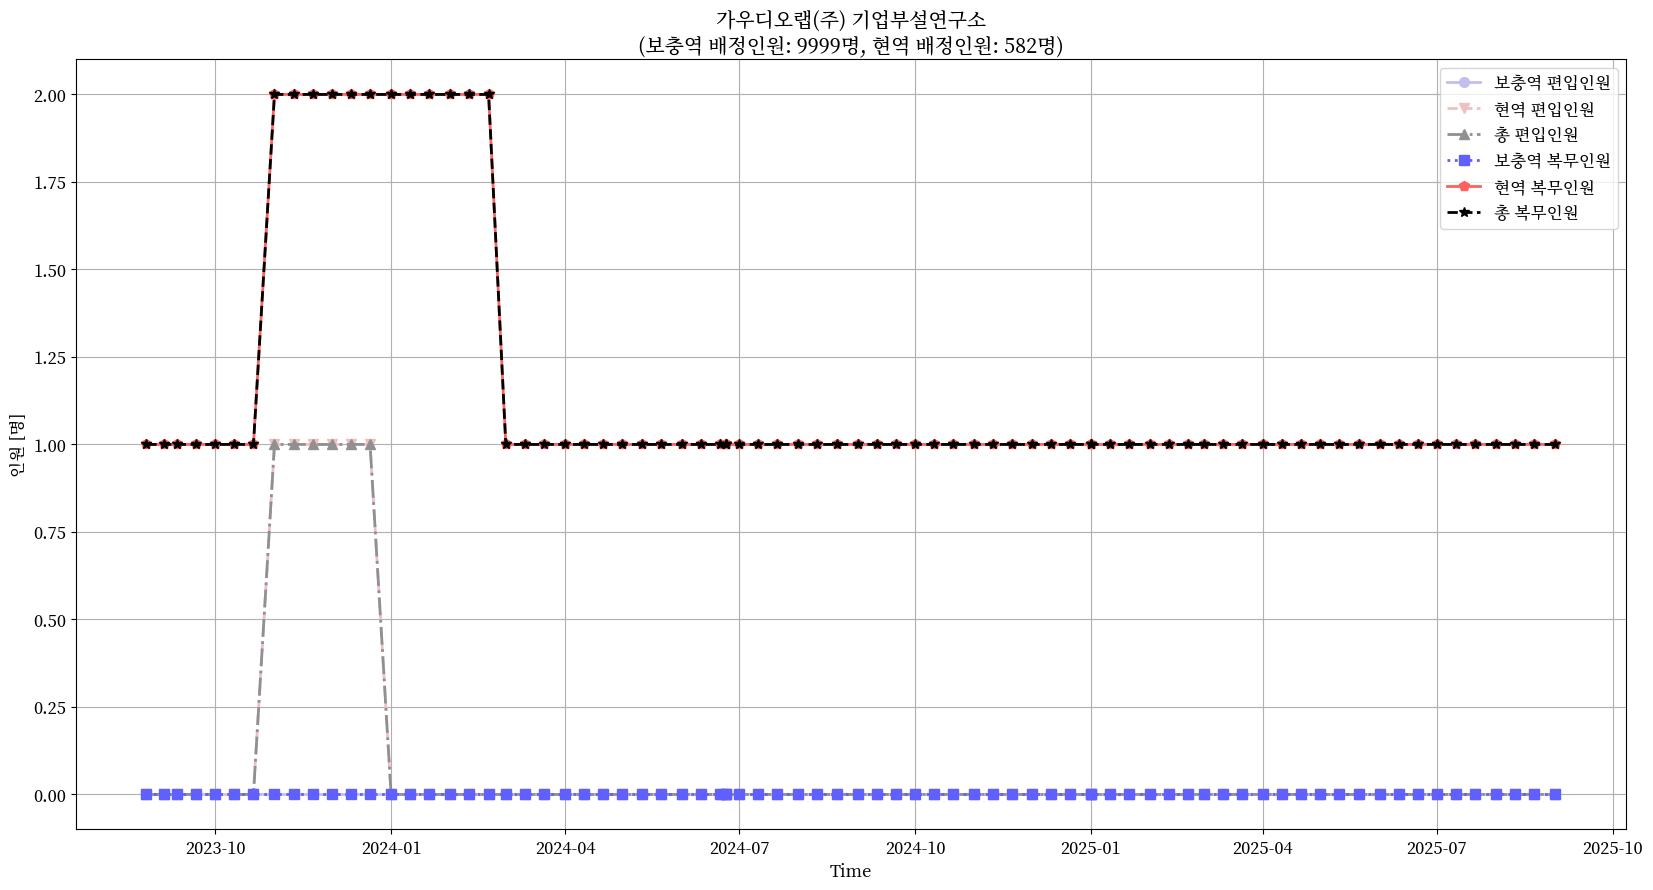 가우디오랩(주) 기업부설연구소
(보충역 배정인원: 9999명, 현역 배정인원: 582명)
보충역 편입인원
현역 편입인원
총 편입인원
보충역 복무인원
현역 복무인원
총 복무인원
2.00
1.75
1.50
1.25
1.00
0.75
0.50
0.25
0.00
인원 [명]
2023-10
2024-01
2024-04
2024-07
2024-10
2025-01
2025-04
2025-07
2025-10
Time